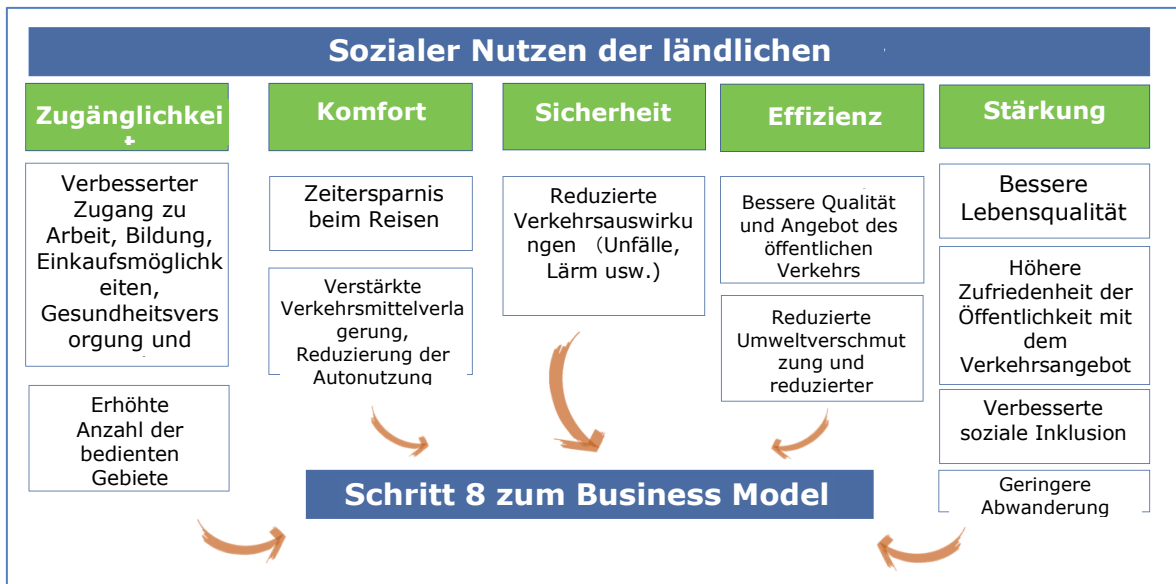 Sozialer Nutzen der ländlichen
Zugänglichkei
Verbesserter
Zugang zu
Arbeit, Bildung,
Einkaufsmöglichk
eiten,
Gesundheitsvers
orgung und
Erhöhte
Anzahl der
bedienten
Gebiete
Komfort
Zeitersparnis
beim Reisen
Verstärkte
Verkehrsmittelverla
gerung,
Reduzierung der
Autonutzung
Sicherheit
Reduzierte
Verkehrsauswirku
ngen (Unfälle,
Lärm usw.)
Effizienz
Bessere Qualität
und Angebot des
öffentlichen
Verkehrs
Reduzierte
Umweltverschmut
zung und
reduzierter
Stärkung
Bessere
Lebensqualität
Höhere
Zufriedenheit der
Öffentlichkeit mit
dem
Verkehrsangebot
Verbesserte
soziale Inklusion
Geringere
Abwanderung
Schritt 8 zum Business Model